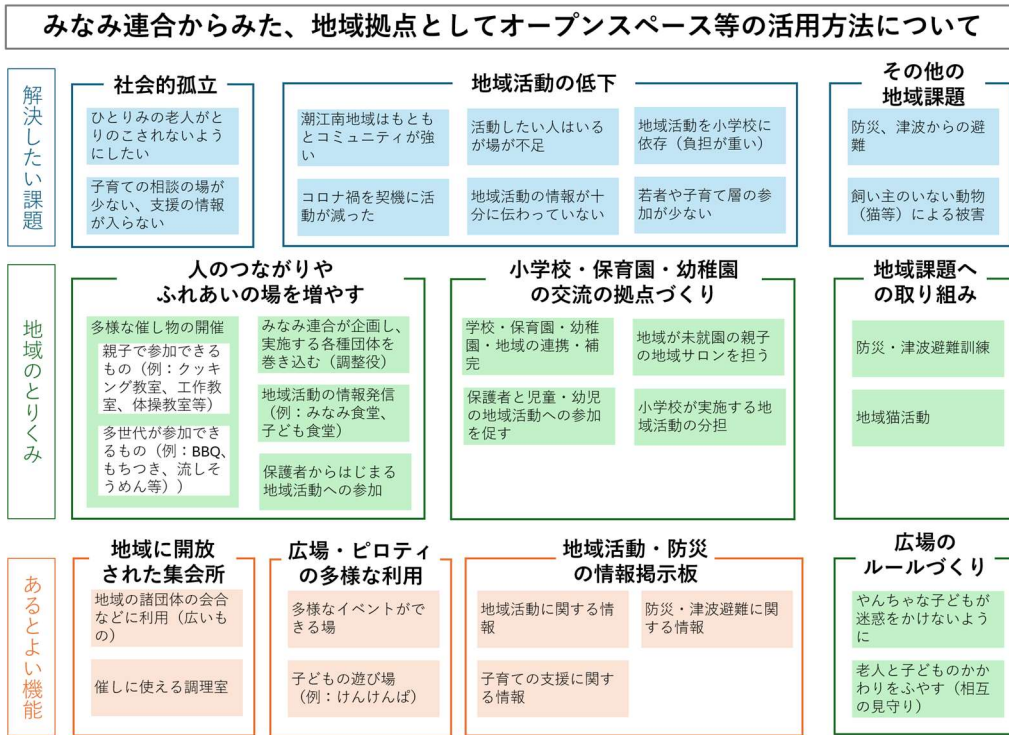 みなみ連合からみた、地域拠点としてオープンスペース等の活用方法について
解決したい課題
社会的孤立
ひとりみの老人がと
りのこされないよう
にしたい
子育ての相談の場が
少ない、支援の情報
が入らない
地域活動の低下
潮江南地域はもとも
とコミュニティが強
い
活動したい人はいる
が場が不足
地域活動を小学校に
依存（負担が重い）
コロナ禍を契機に活
動が減った
地域活動の情報が十
分に伝わっていない
若者や子育て層の参
加が少ない
その他の
地域課題
防災、津波からの避
難
飼い主のいない動物
（猫等）による被害
地域のとりくみ
人のつながりや
ふれあいの場を増やす
多様な催し物の開催
親子で参加できる
もの（例：クッキ
ング教室、工作教
室、体操教室等）
多世代が参加でき
るもの（例：BBQ、
もちつき、流しそ
うめん等））
みなみ連合が企画し、
実施する各種団体を
巻き込む（調整役）
地域活動の情報発信
（例：みなみ食堂、
子ども食堂）
保護者からはじまる
地域活動への参加
小学校・保育園・幼稚園
の交流の拠点づくり
学校・保育園・幼稚
園・地域の連携・補
完
地域が未就園の親子
の地域サロンを担う
保護者と児童・幼児
の地域活動への参加
を促す
小学校が実施する地
域活動の分担
地域課題へ
の取り組み
防災・津波避難訓練
地域猫活動
あるとよい機能
地域に開放
された集会所
地域の諸団体の会合
などに利用（広いも
の）
催しに使える調理室
広場・ピロティ
の多様な利用
多様なイベントがで
きる場
子どもの遊び場
（例：けんけんぱ）
地域活動・防災
の情報掲示板
地域活動に関する情
報
防災・津波避難に関
する情報
子育ての支援に関す
る情報
広場の
ルールづくり
やんちゃな子どもが
迷惑をかけないよう
に
老人と子どものかか
わりをふやす（相互
の見守り）